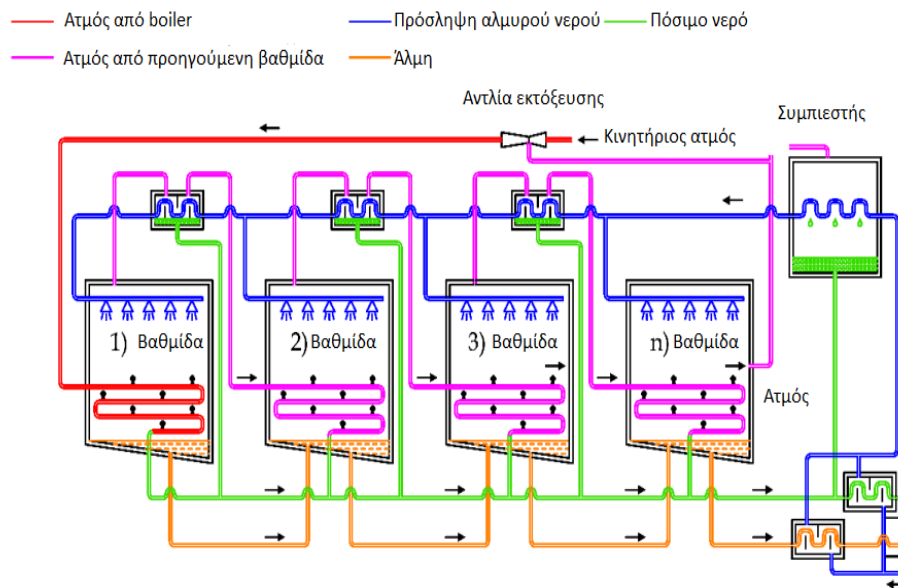 Ατμός από boiler
Πρόσληψη αλμυρού νερού
Πόσιμο νερό
Ατμός από προηγούμενη βαθμίδα
Άλμη
Αντλία εκτόξευσης
Συμπιεστής
Κινητήριος ατμός
1) Βαθμίδα
2) Βαθμίδα
3) Βαθμίδα
n) Βαθμίδα
Ατμός